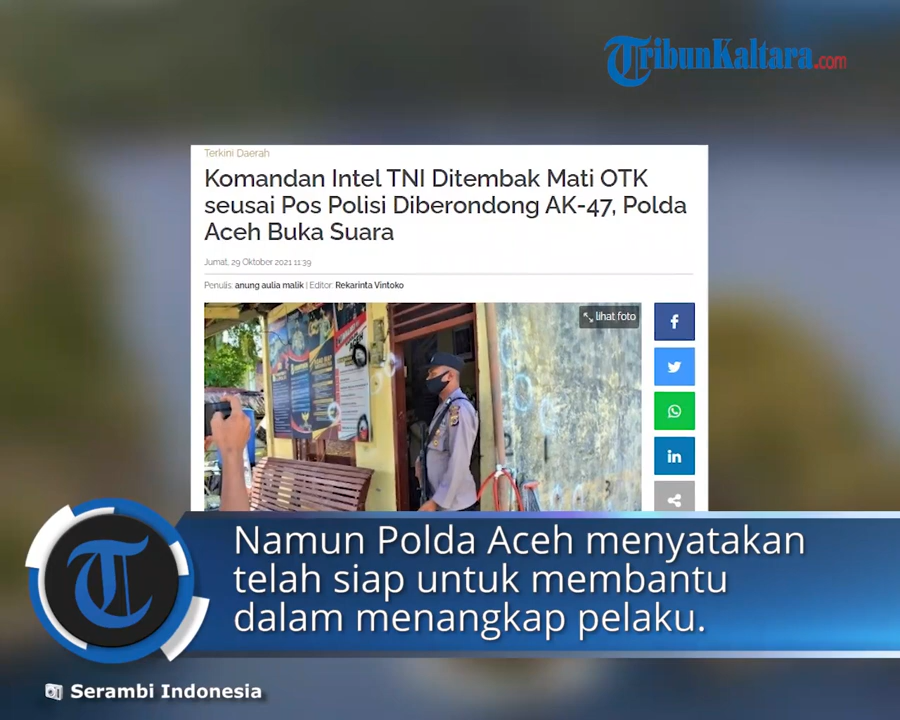 TribunKaltara.com
Terkini Daerah
Komandan Intel TNI Ditembak Mati OTK
seusai Pos Polisi Diberondong AK-47, Polda
Aceh Buka Suara
Jumat, 29 Oktober 2021 11:39
Penulis: anung aulia malik | Editor: Rekarinta Vintoko
lihat foto
Namun Polda Aceh menyatakan
telah siap untuk membantu
dalam menangkap pelaku.
Serambi Indonesia